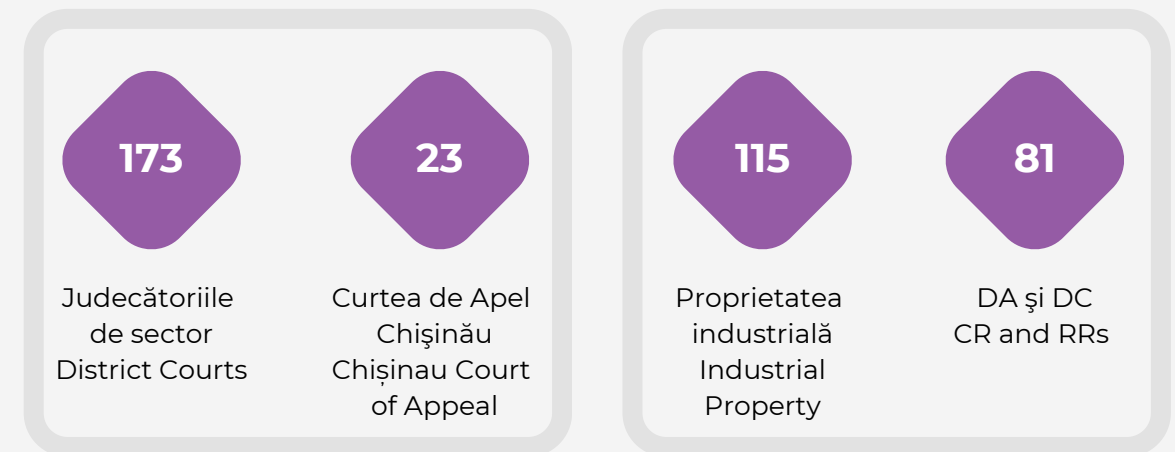 173
Judecătoriile
de sector
District Courts
23
Curtea de Apel
Chişinău
Chișinau Court
of Appeal
115
Proprietatea
industrială
Industrial
Property
81
DA şi DC
CR and RRs